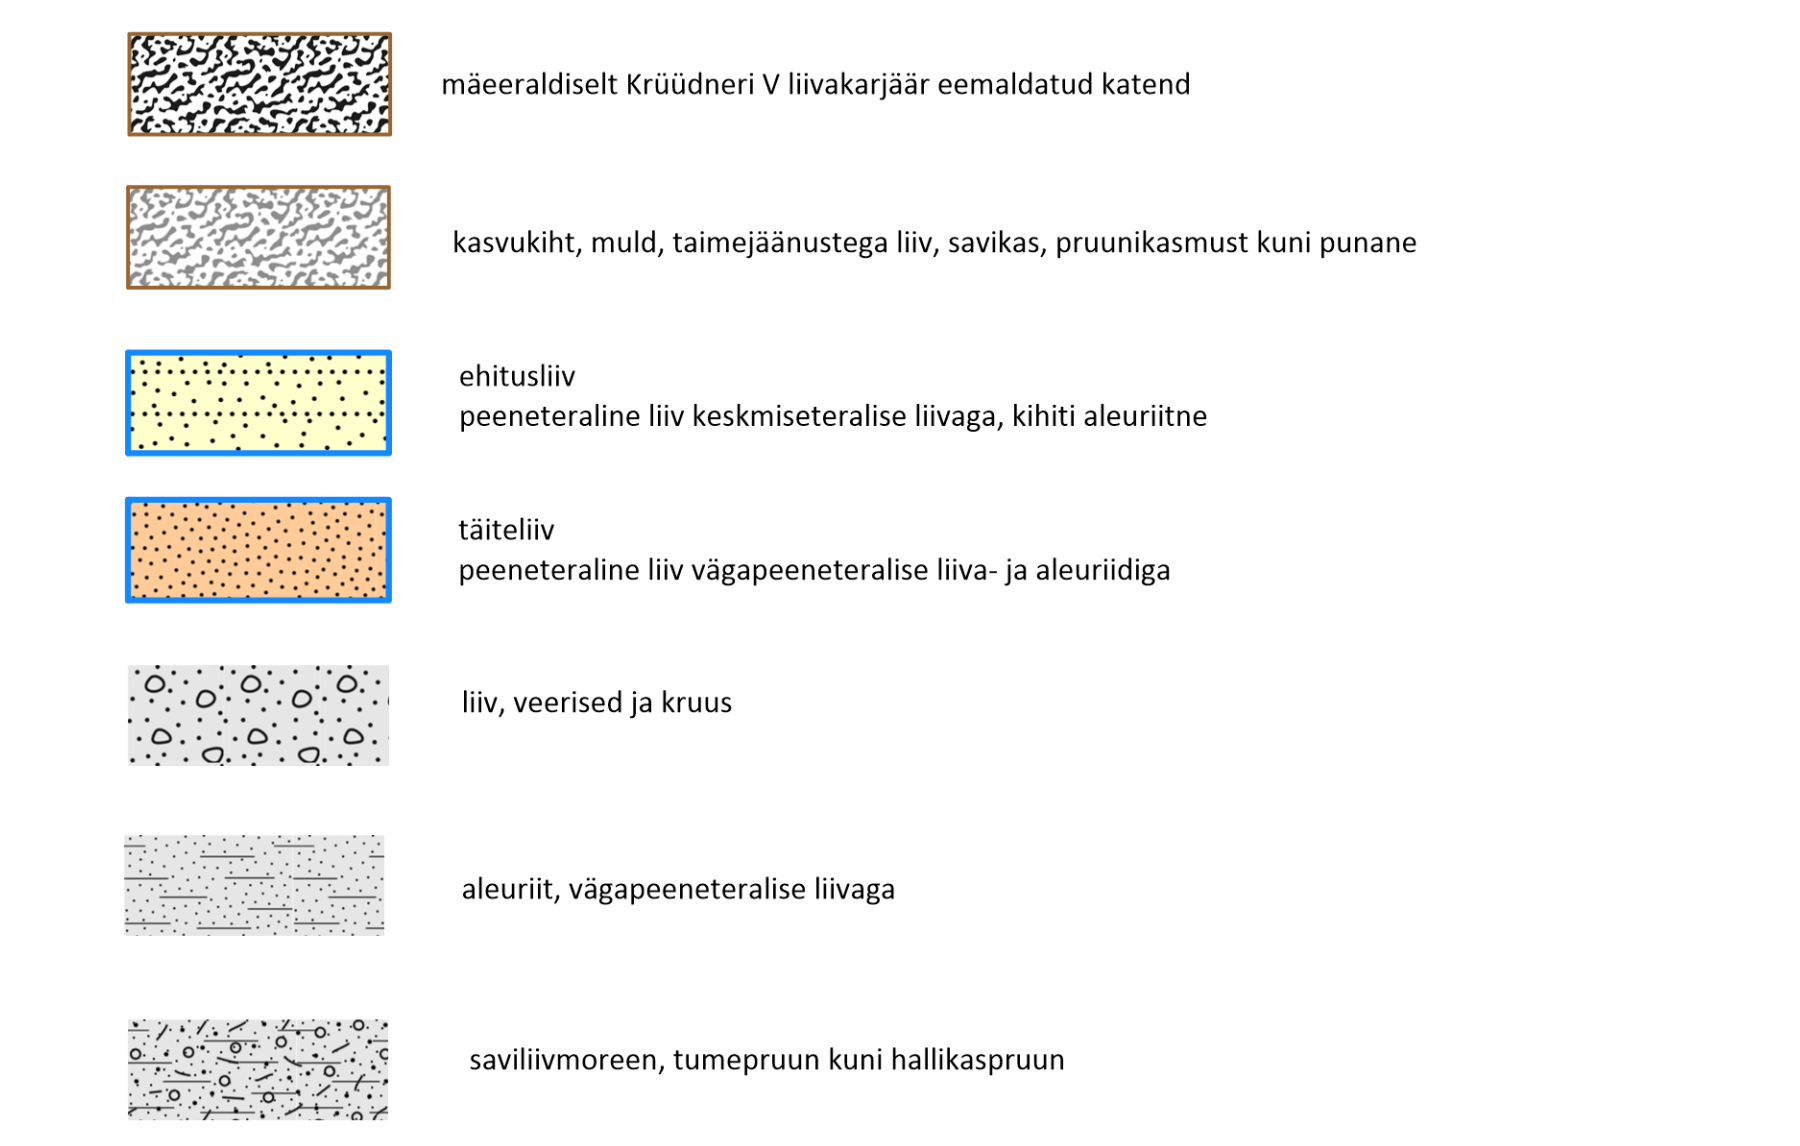 mäeeraldiselt Krüüdneri V liivakarjäär eemaldatud katend
kasvukiht, muld, taimejäänustega liiv, savikas, pruunikasmust kuni punane
ehitusliiv
peeneteraline liiv keskmiseteralise liivaga, kihiti aleuriitne
täiteliiv
peeneteraline liiv vägapeeneteralise liiva- ja aleuriidiga
liiv, veerised ja kruus
aleuriit, vägapeeneteralise liivaga
saviliivmoreen, tumepruun kuni hallikaspruun